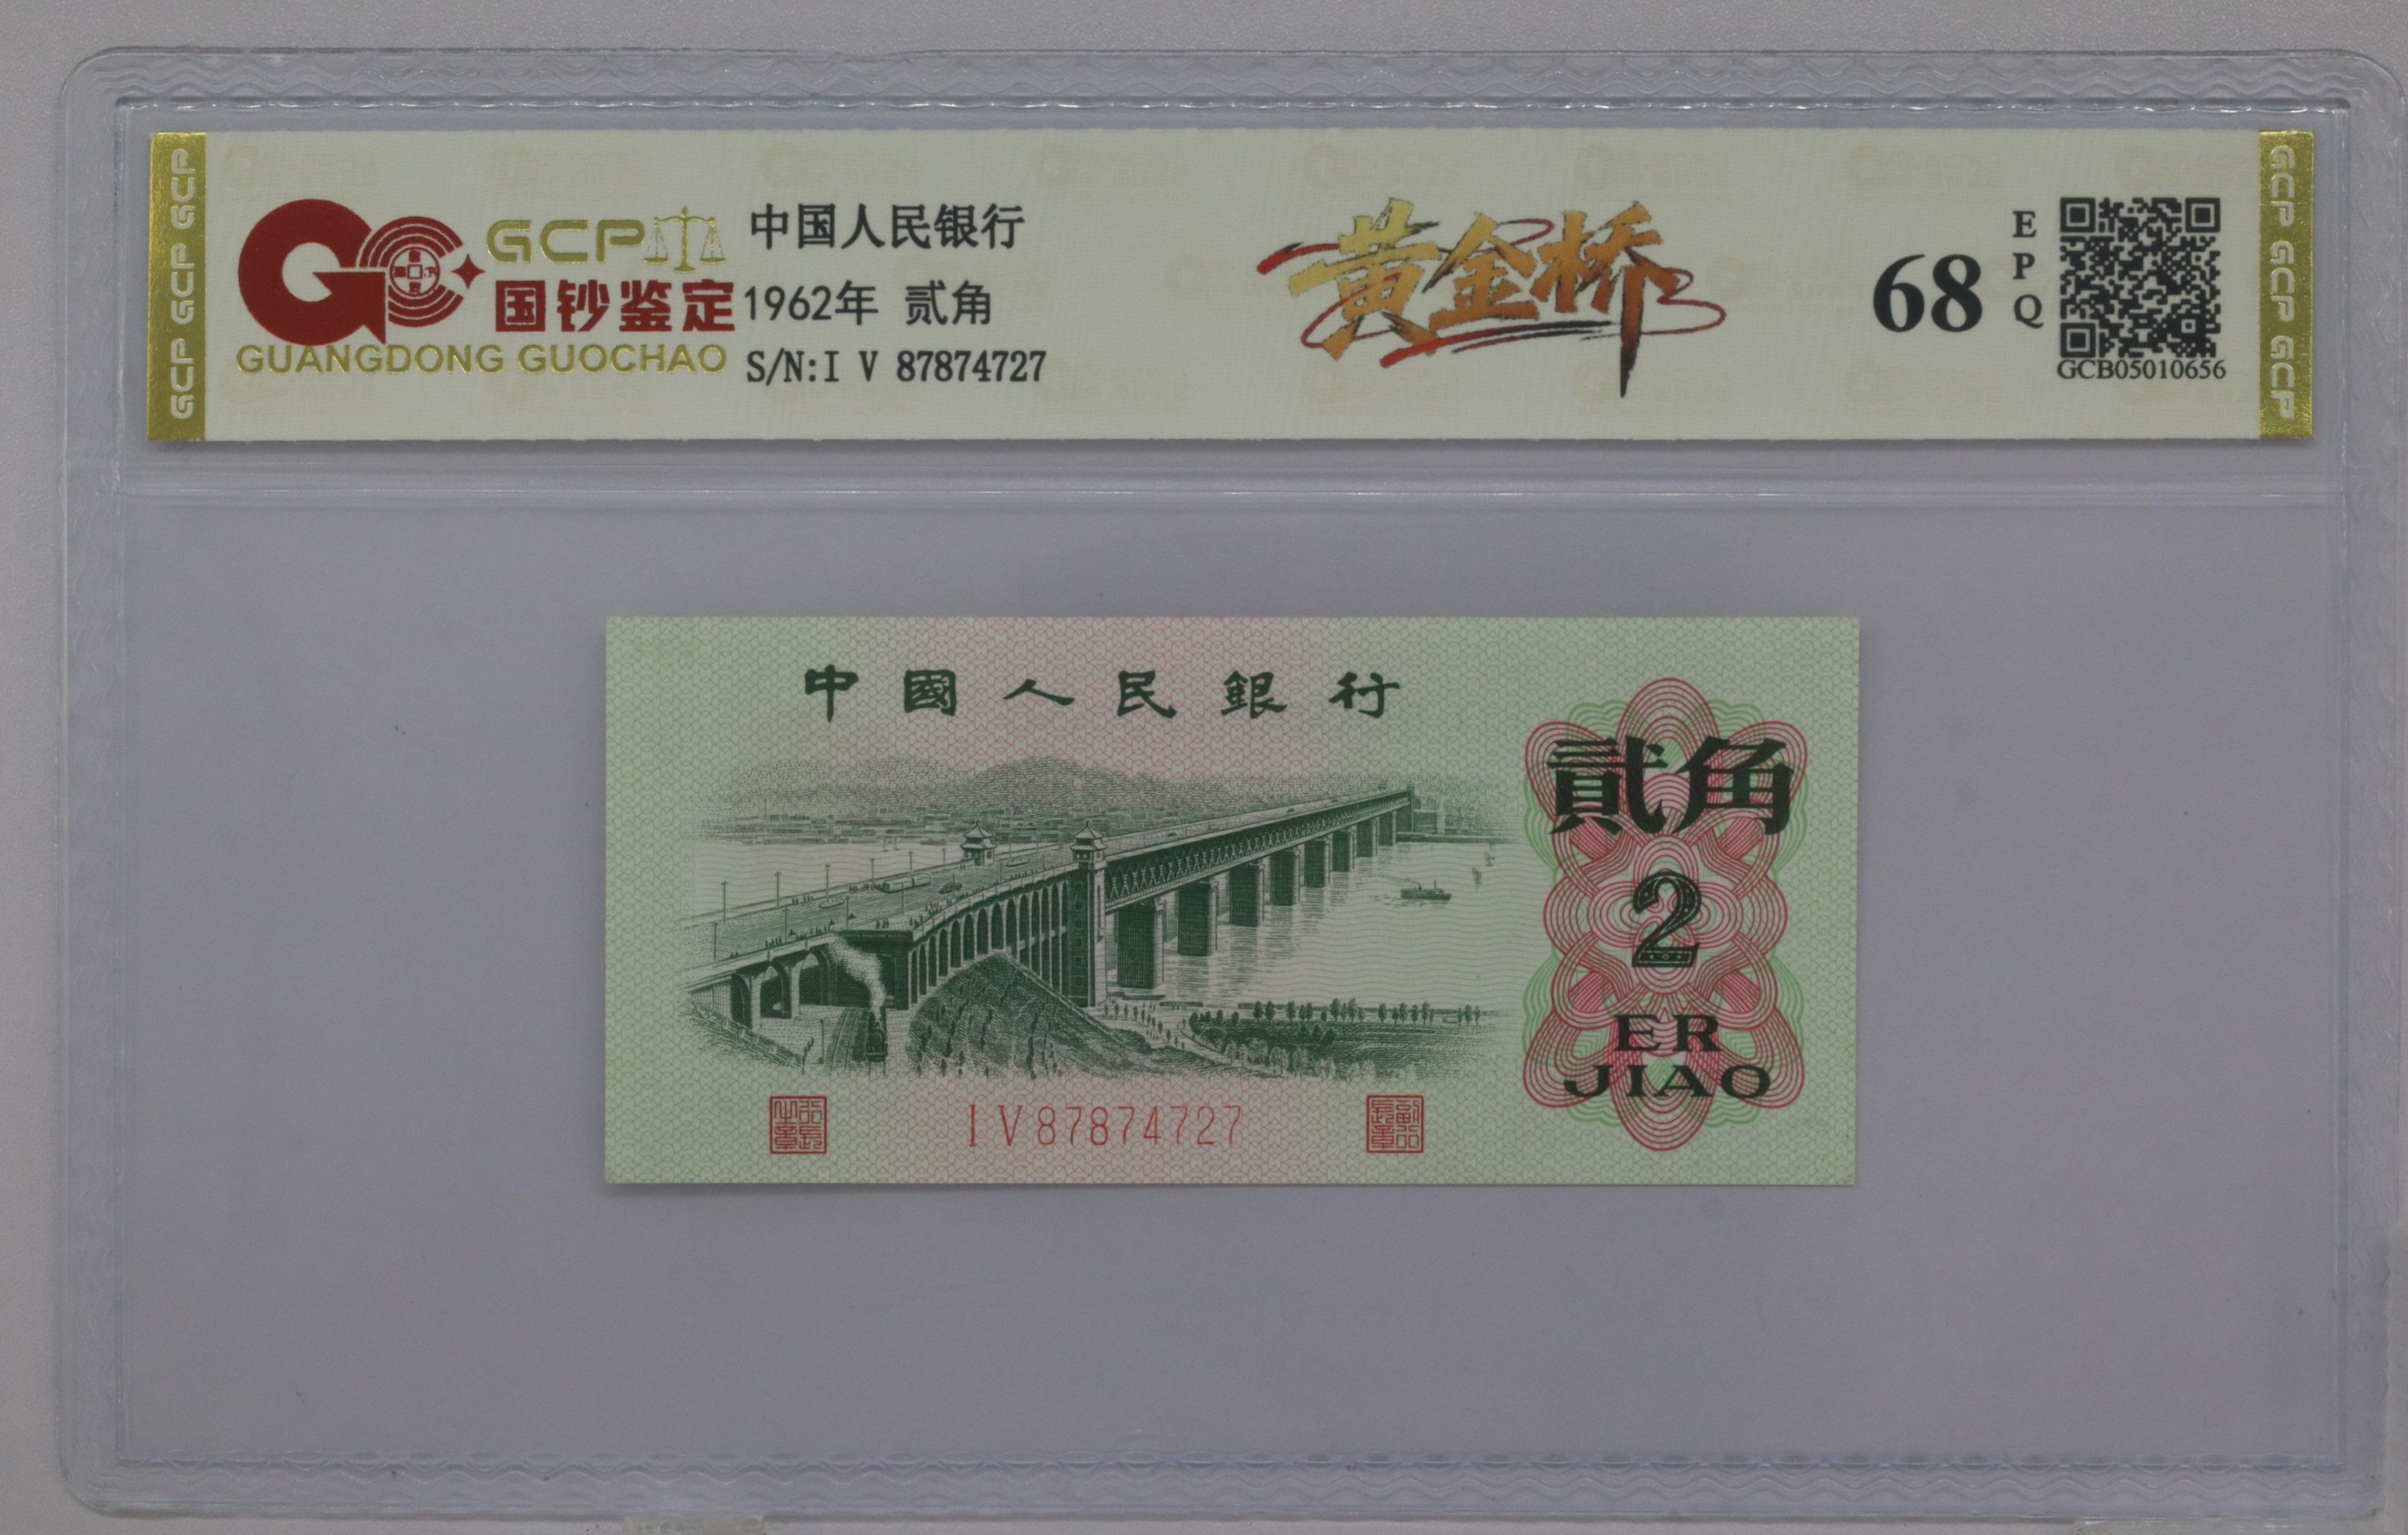 GCP GCP GCP
GCP
国钞鉴定
GUANGDONG GUOCHAO
中国人民银行
1962年 贰角
S/N:I V 87874727
黄金桥
68
EPQ
GCB05010656
GCP GCP GCP
中國人民銀行
貳角
2
ER
JIAO
IV87874727